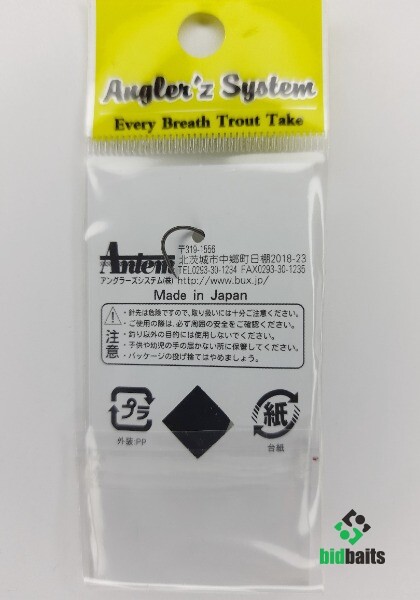 Angler'z System
Every Breath Trout Take
〒319-1556
北茨城市中郷町日棚2018-23
Antem
TEL0293-30-1234 FAX0293-30-1235
アングラーズシステム(株) http://www.bux.jp/
Made in Japan
注意
・針先は危険ですので、取り扱いには十分ご注意ください。
・ご使用の際は、必ず周囲の安全をご確認ください。
・釣り以外の目的には使用しないでください。
・子供や幼児の手の届かない所に保管してください。
・パッケージの投げ捨てはやめましょう。
プラ
外装:PP
紙
台紙
bidbaits